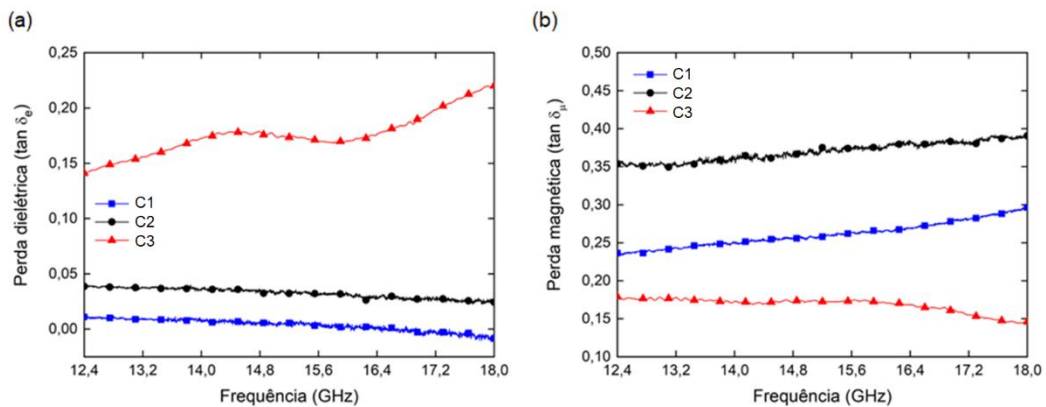 (a)
Perda dielétrica (tan δe)
0,25
0,20
0,15
0,10
0,05
0,00
C1
C2
C3
12,4 13,2 14,0 14,8 15,6 16,4 17,2 18,0
Frequência (GHz)
(b)
Perda magnética (tan δμ)
0,50
0,45
0,40
0,35
0,30
0,25
0,20
0,15
0,10
C1
C2
C3
12,4 13,2 14,0 14,8 15,6 16,4 17,2 18,0
Frequência (GHz)